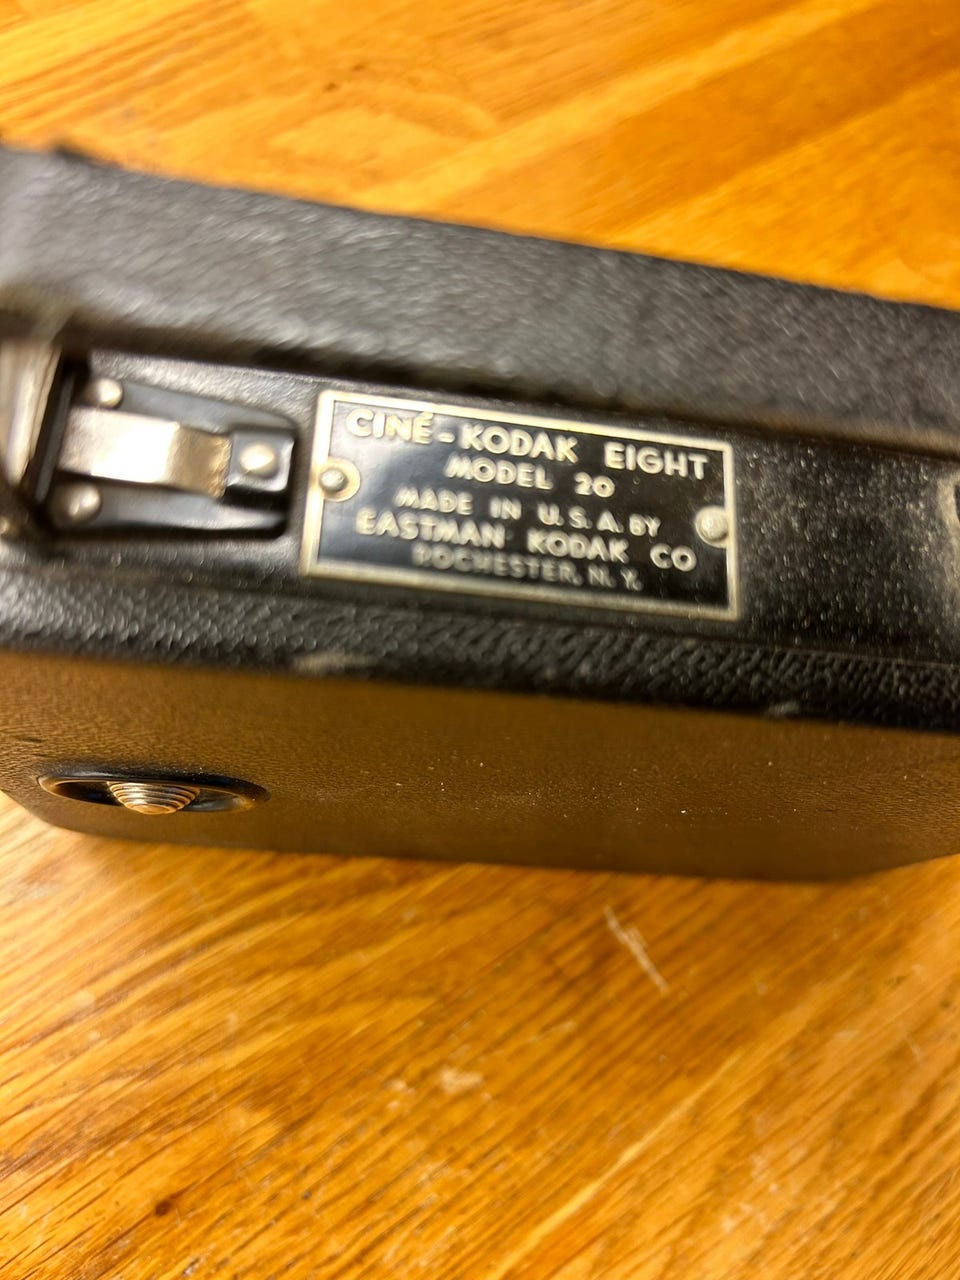 CINÉ-KODAK EIGHT
MODEL 20
MADE IN U.S.A. BY
EASTMAN KODAK CO
ROCHESTER, N.Y.